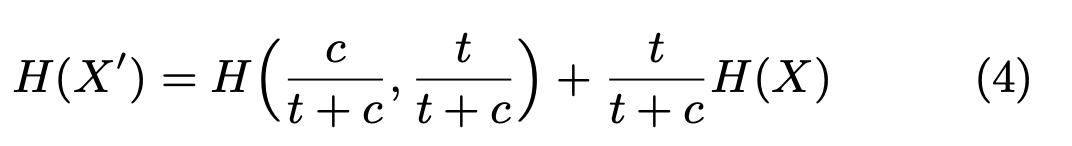 H(X′) = H(c/(t + c), t/(t + c)) + t/(t + c) H(X) (4)